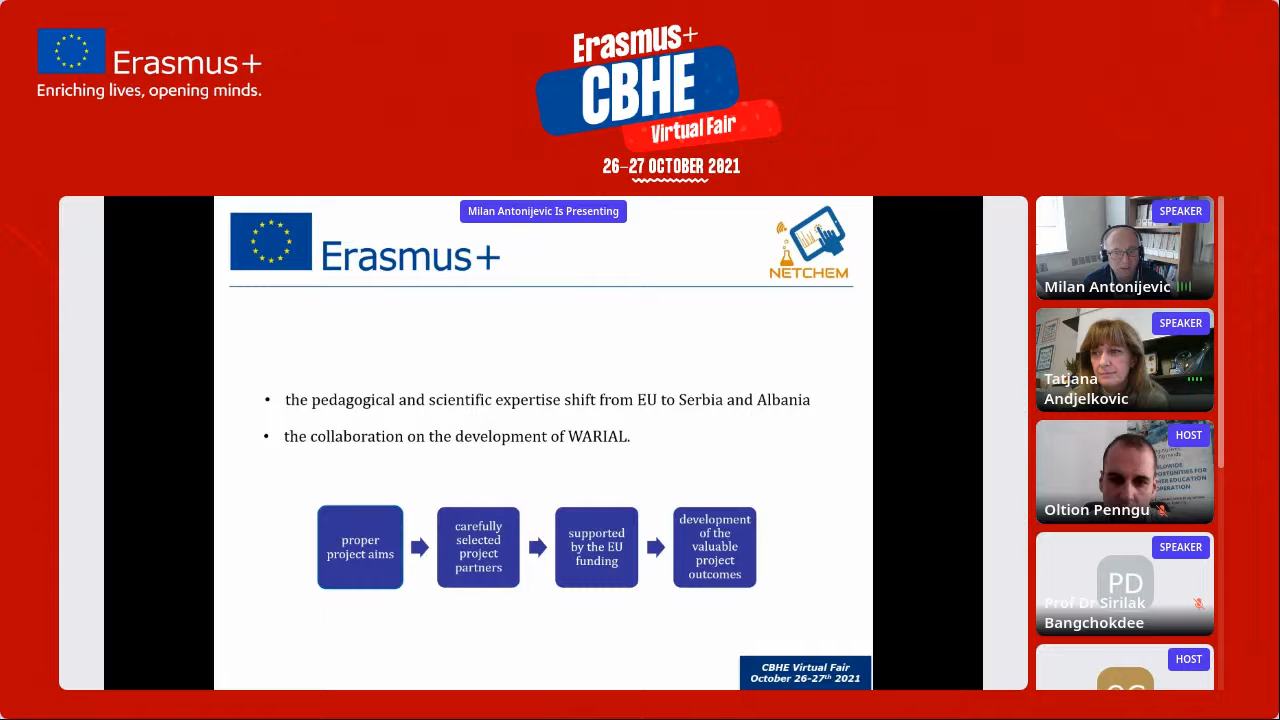 Erasmus+
Enriching lives, opening minds.
Erasmus+
CBHE
Virtual Fair
26–27 OCTOBER 2021
Milan Antonijevic Is Presenting
Erasmus+
NETCHEM
• the pedagogical and scientific expertise shift from EU to Serbia and Albania
• the collaboration on the development of WARIAL.
proper
project aims
carefully
selected
project
partners
supported
by the EU
funding
development
of the
valuable
project
outcomes
CBHE Virtual Fair
October 26-27th 2021
SPEAKER
Milan Antonijevic
SPEAKER
Tatjana
Andjelkovic
HOST
Oltion Penngu
SPEAKER
PD
Prof Dr Sirilak
Bangchokdee
HOST